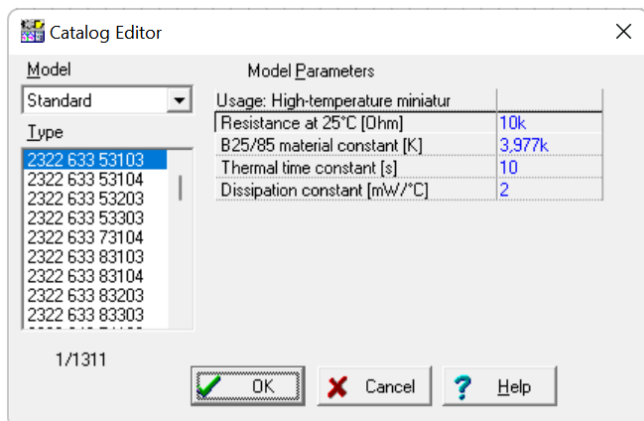 Catalog Editor
Model
Standard
Type
2322 633 53103
2322 633 53104
2322 633 53203
2322 633 53303
2322 633 73104
2322 633 83103
2322 633 83104
2322 633 83203
2322 633 83303
1/1311
Model Parameters
Usage: High-temperature miniatur
Resistance at 25°C [Ohm] 10k
B25/85 material constant [K] 3,977k
Thermal time constant [s] 10
Dissipation constant [mW/°C] 2
OK
Cancel
Help